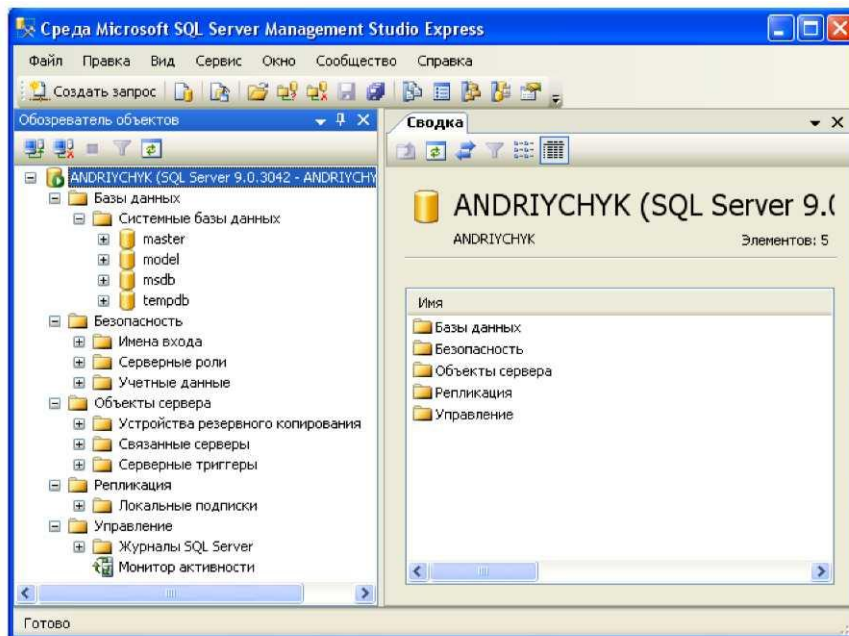 Среда Microsoft SQL Server Management Studio Express
Файл Правка Вид Сервис Окно Сообщество Справка
Создать запрос
Обозреватель объектов
ANDRIYCHYK (SQL Server 9.0.3042 - ANDRIYCHY
Базы данных
Системные базы данных
master
model
msdb
tempdb
Безопасность
Имена входа
Серверные роли
Учетные данные
Объекты сервера
Устройства резервного копирования
Связанные серверы
Серверные триггеры
Репликация
Локальные подписки
Управление
Журналы SQL Server
Монитор активности
Сводка
ANDRIYCHYK (SQL Server 9.0
ANDRIYCHYK Элементов: 5
Имя
Базы данных
Безопасность
Объекты сервера
Репликация
Управление
Готово